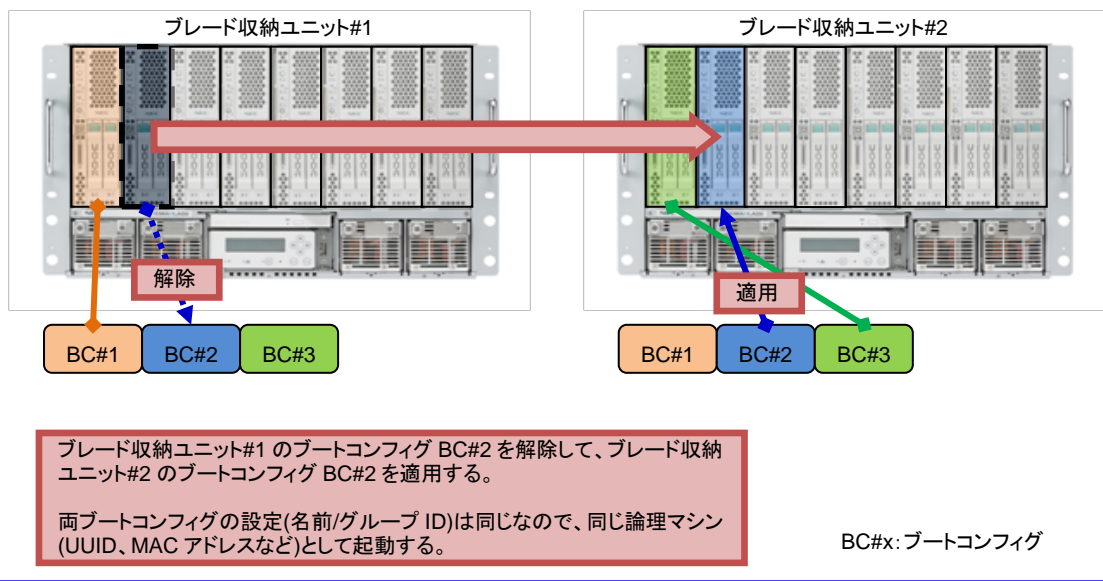 ブレード収納ユニット#1
ブレード収納ユニット#2
解除
適用
BC#1
BC#2
BC#3
BC#1
BC#2
BC#3
ブレード収納ユニット#1 のブートコンフィグ BC#2 を解除して、ブレード収納
ユニット#2 のブートコンフィグ BC#2 を適用する。
両ブートコンフィグの設定(名前/グループ ID)は同じなので、同じ論理マシン
(UUID、MAC アドレスなど)として起動する。
BC#x：ブートコンフィグ